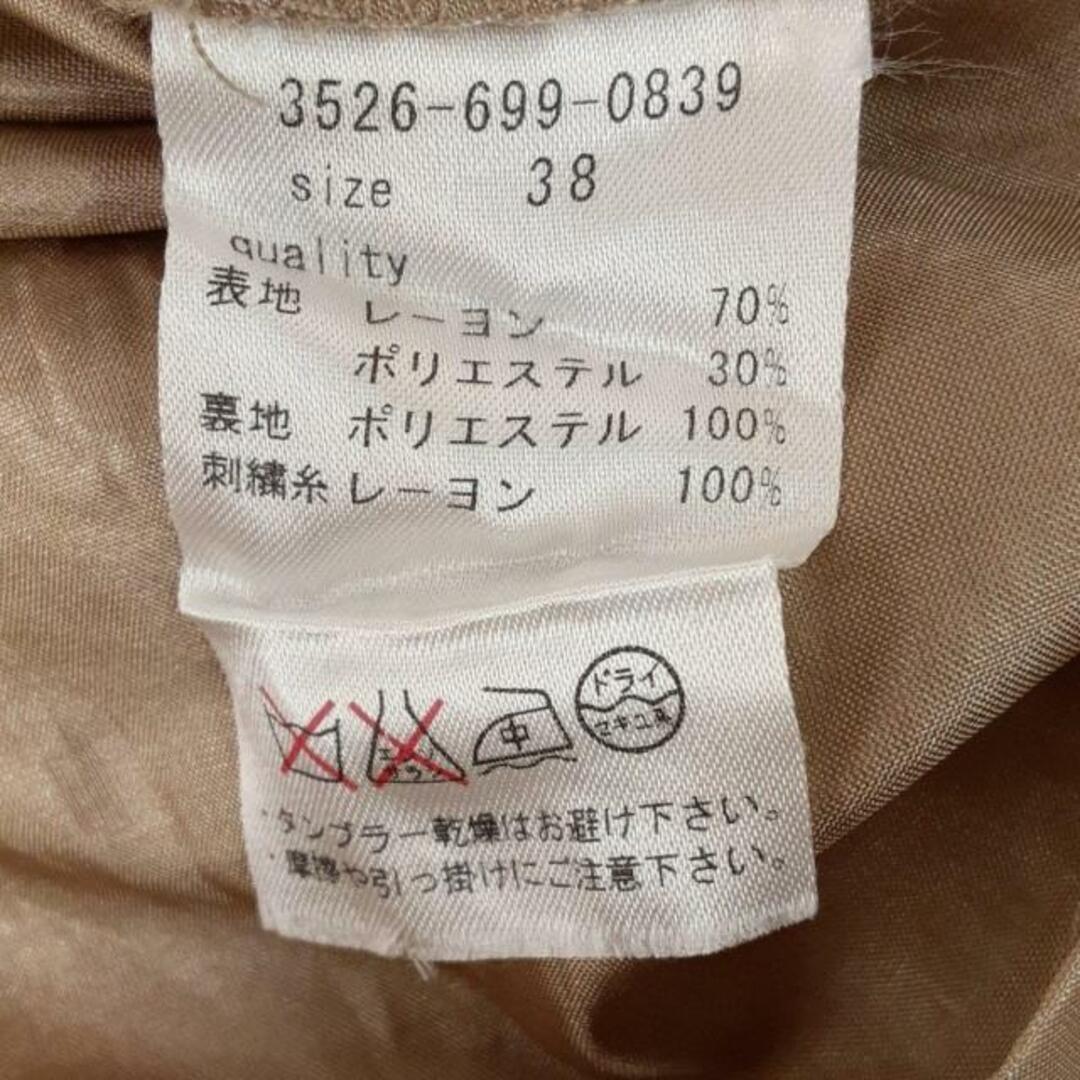 3526-699-0839
size 38
quality
表地 レーヨン 70%
ポリエステル 30%
裏地 ポリエステル 100%
刺繍糸 レーヨン 100%
中
ドライ
セキユ系
・タンブラー乾燥はお避け下さい。
・摩擦や引っ掛けにご注意下さい。